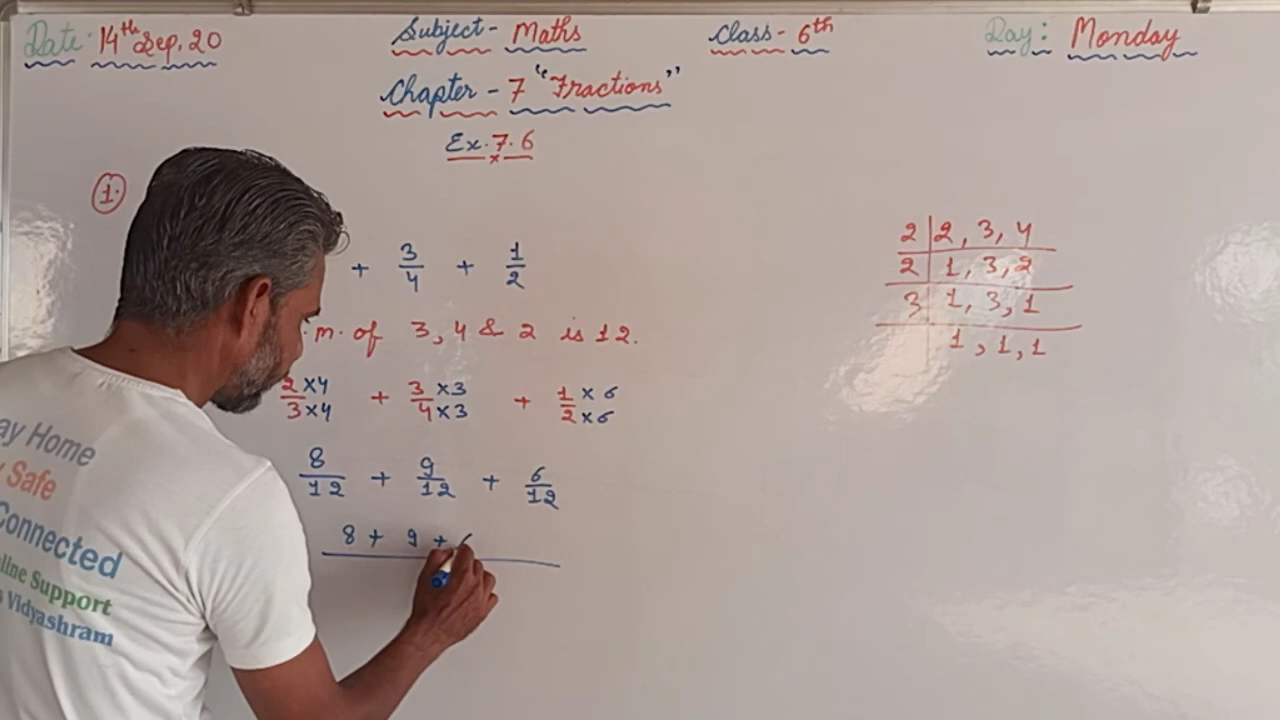 Date: 14th Sep. 20
Subject- Maths
Class- 6th
Day: Monday
Chapter - 7 "Fractions"
Ex. 7.6
1.
+ 3/4 + 1/2
.m. of 3, 4 & 2 is 12.
2×4/3×4 + 3×3/4×3 + 1×6/2×6
8/12 + 9/12 + 6/12
8 + 9 +
2 | 2, 3, 4
2 | 1, 3, 2
3 | 1, 3, 1
1, 1, 1
ay Home
Safe
Connected
line Support
s Vidyashram